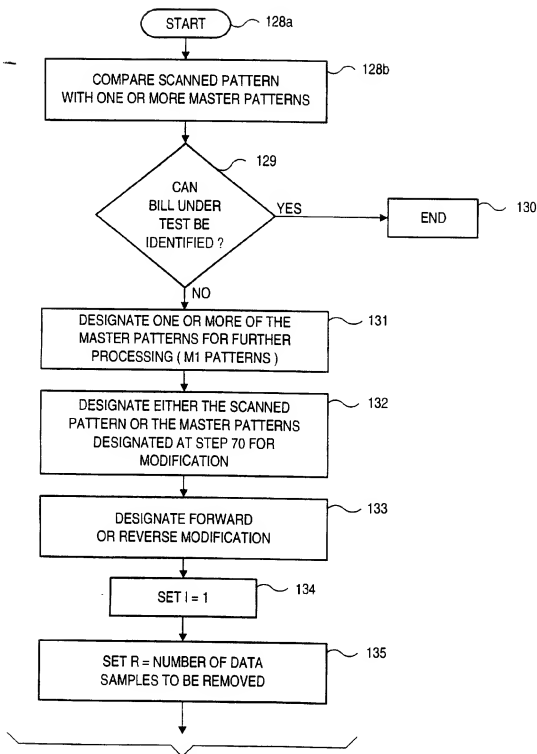 START
128a
COMPARE SCANNED PATTERN
WITH ONE OR MORE MASTER PATTERNS
128b
129
CAN
BILL UNDER
TEST BE
IDENTIFIED ?
YES
END
130
NO
DESIGNATE ONE OR MORE OF THE
MASTER PATTERNS FOR FURTHER
PROCESSING ( M1 PATTERNS )
131
DESIGNATE EITHER THE SCANNED
PATTERN OR THE MASTER PATTERNS
DESIGNATED AT STEP 70 FOR
MODIFICATION
132
DESIGNATE FORWARD
OR REVERSE MODIFICATION
133
SET I = 1
134
SET R = NUMBER OF DATA
SAMPLES TO BE REMOVED
135